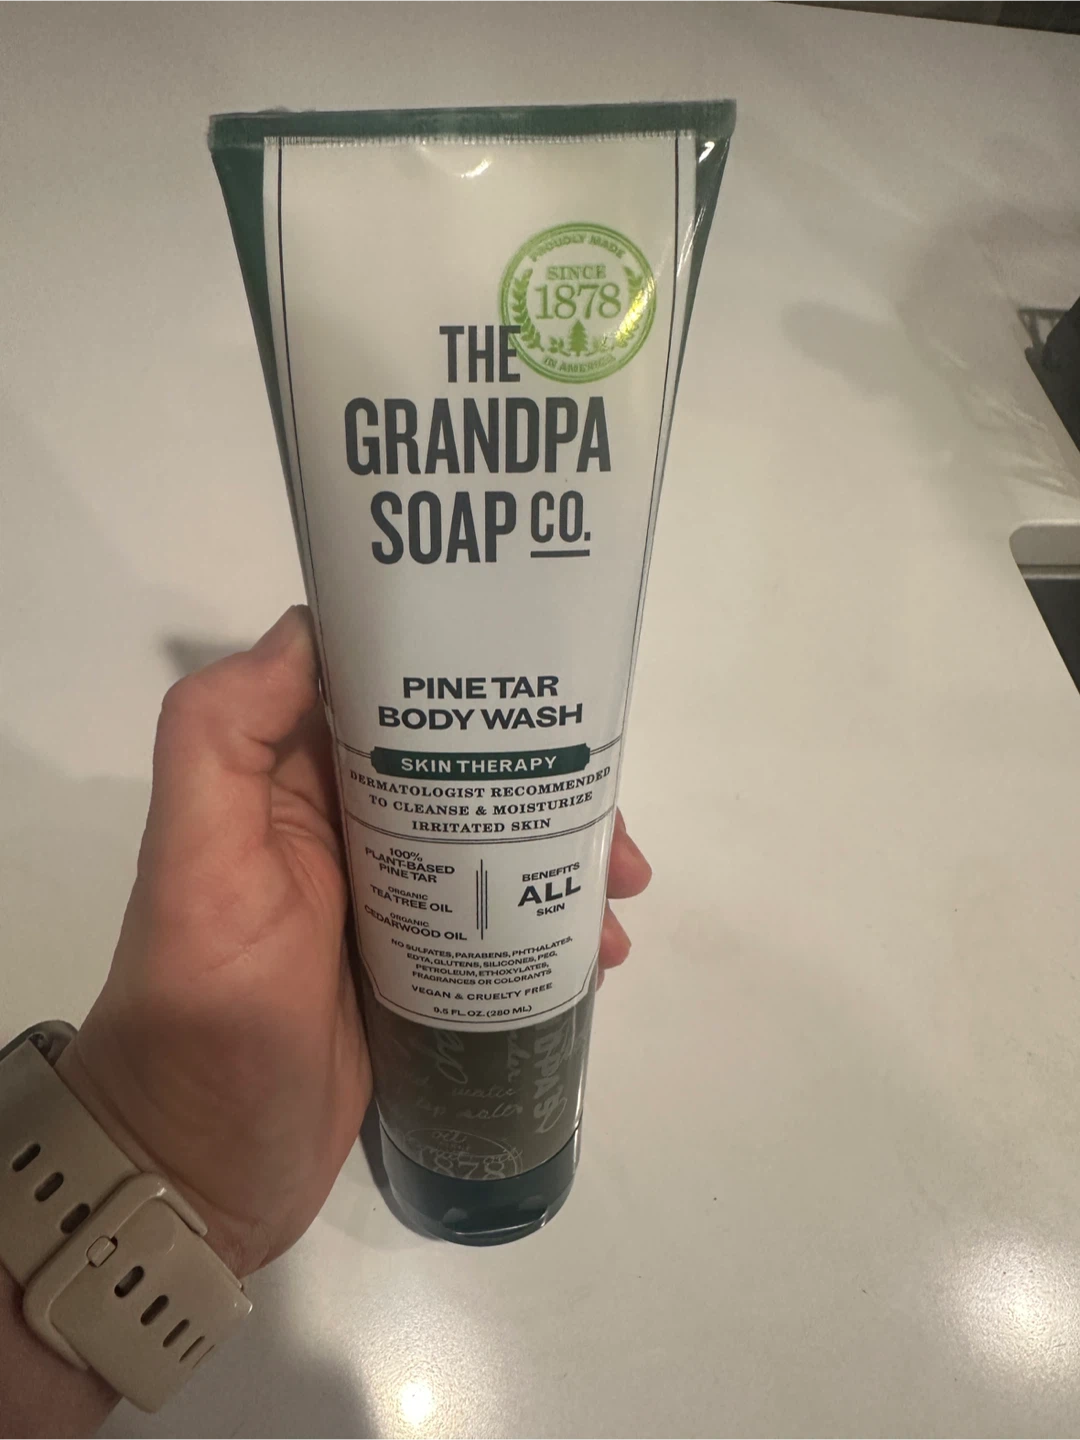 PROUDLY MADE
SINCE
1878
IN AMERICA
THE
GRANDPA
SOAP CO.
PINE TAR
BODY WASH
SKIN THERAPY
DERMATOLOGIST RECOMMENDED
TO CLEANSE & MOISTURIZE
IRRITATED SKIN
100%
PLANT-BASED
PINE TAR
ORGANIC
TEA TREE OIL
ORGANIC
CEDARWOOD OIL
BENEFITS
ALL
SKIN
NO SULFATES, PARABENS, PHTHALATES,
EDTA, GLUTENS, SILICONES, PEG,
PETROLEUM, ETHOXYLATES,
FRAGRANCES OR COLORANTS
VEGAN & CRUELTY FREE
9.5 FL. OZ. (280 ML)